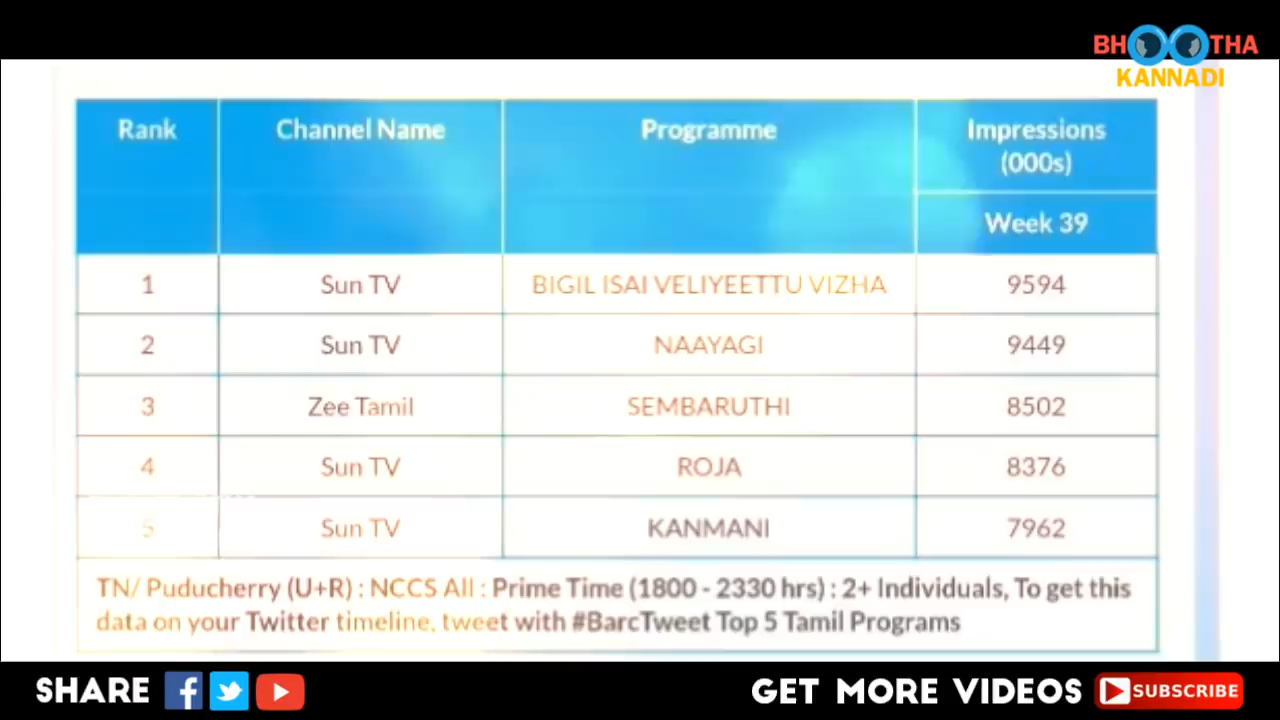 BHOOTHA
KANNADI
Rank Channel Name Programme Impressions
(000s)
Week 39
1 Sun TV BIGIL ISAI VELIYEETTU VIZHA 9594
2 Sun TV NAAYAGI 9449
3 Zee Tamil SEMBARUTHI 8502
4 Sun TV ROJA 8376
5 Sun TV KANMANI 7962
TN/ Puducherry (U+R) : NCCS All : Prime Time (1800 - 2330 hrs) : 2+ Individuals, To get this
data on your Twitter timeline, tweet with #BarcTweet Top 5 Tamil Programs
SHARE GET MORE VIDEOS SUBSCRIBE